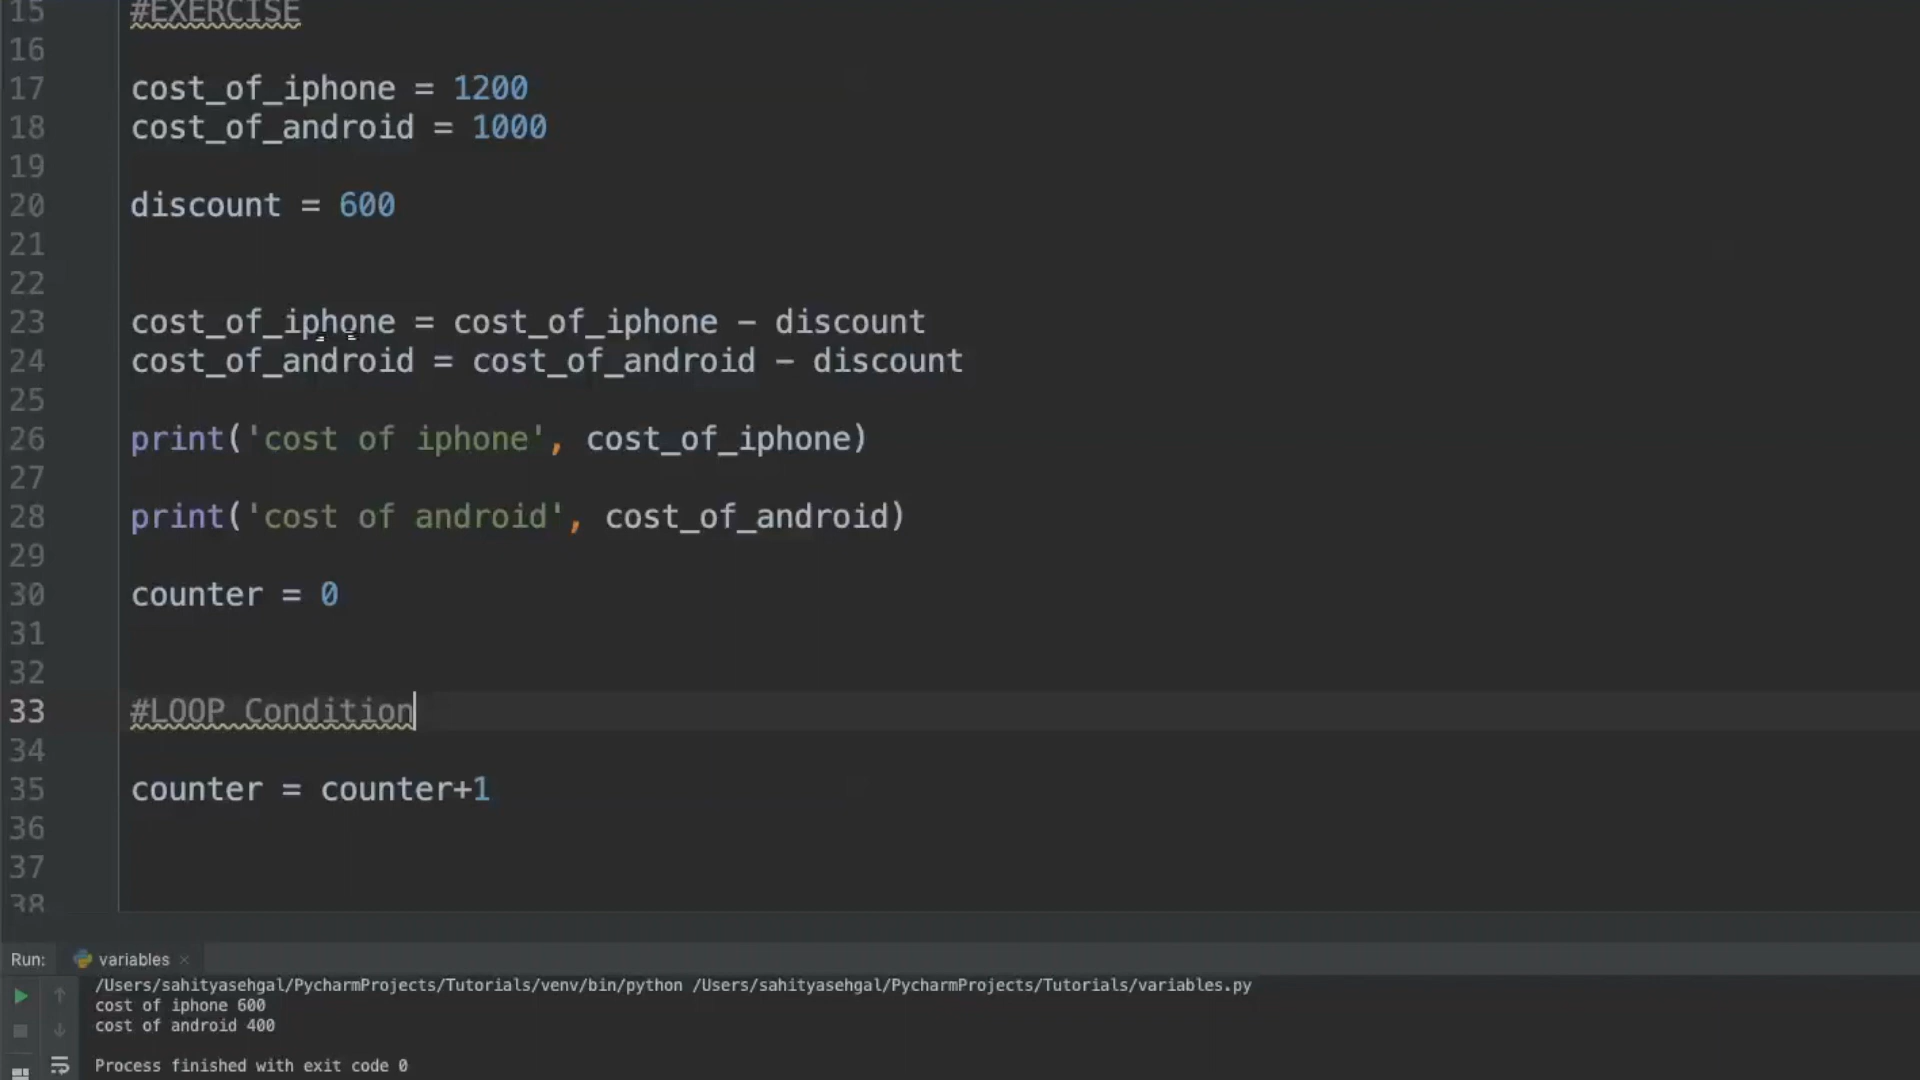 15 #EXERCISE
16
17 cost_of_iphone = 1200
18 cost_of_android = 1000
19
20 discount = 600
21
22
23 cost_of_iphone = cost_of_iphone - discount
24 cost_of_android = cost_of_android - discount
25
26 print('cost of iphone', cost_of_iphone)
27
28 print('cost of android', cost_of_android)
29
30 counter = 0
31
32
33 #LOOP Condition
34
35 counter = counter+1
36
37
38
Run: variables
/Users/sahityasehgal/PycharmProjects/Tutorials/venv/bin/python /Users/sahityasehgal/PycharmProjects/Tutorials/variables.py
cost of iphone 600
cost of android 400
Process finished with exit code 0